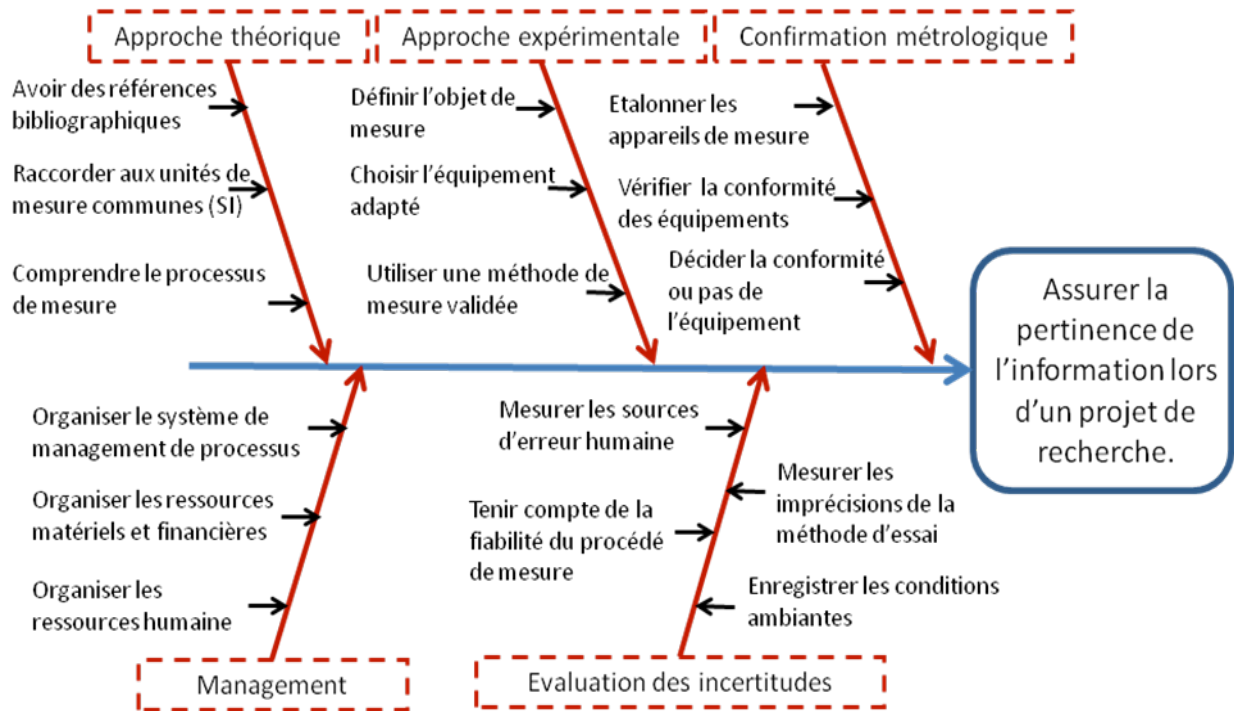 Approche théorique
Avoir des références
bibliographiques
Raccorder aux unités de
mesure communes (SI)
Comprendre le processus
de mesure
Approche expérimentale
Définir l'objet de
mesure
Choisir l'équipement
adapté
Utiliser une méthode de
mesure validée
Confirmation métrologique
Etalonner les
appareils de mesure
Vérifier la conformité
des équipements
Décider la conformité
ou pas de
l'équipement
Assurer la
pertinence de
l'information lors
d'un projet de
recherche.
Organiser le système de
management de processus
Organiser les ressources
matériels et financières
Organiser les
ressources humaine
Management
Mesurer les sources
d'erreur humaine
Tenir compte de la
fiabilité du procédé
de mesure
Mesurer les
imprécisions de la
méthode d'essai
Enregistrer les conditions
ambiantes
Evaluation des incertitudes